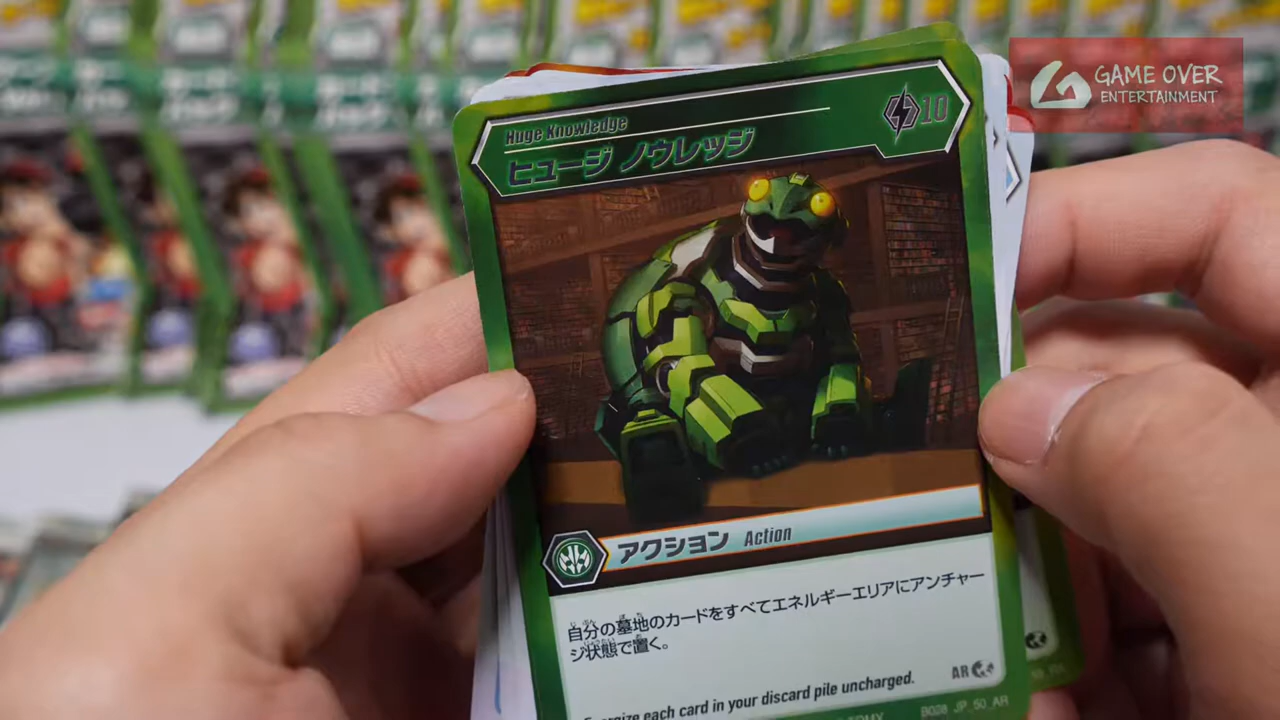 GAME OVER
ENTERTAINMENT
Huge Knowledge
10
ヒュージ ノウレッジ
アクション Action
自分の墓地のカードをすべてエネルギーエリアにアンチャー
ジ状態で置く。
AR
Energize each card in your discard pile uncharged.
TOMY
BG28_JP_50_AR